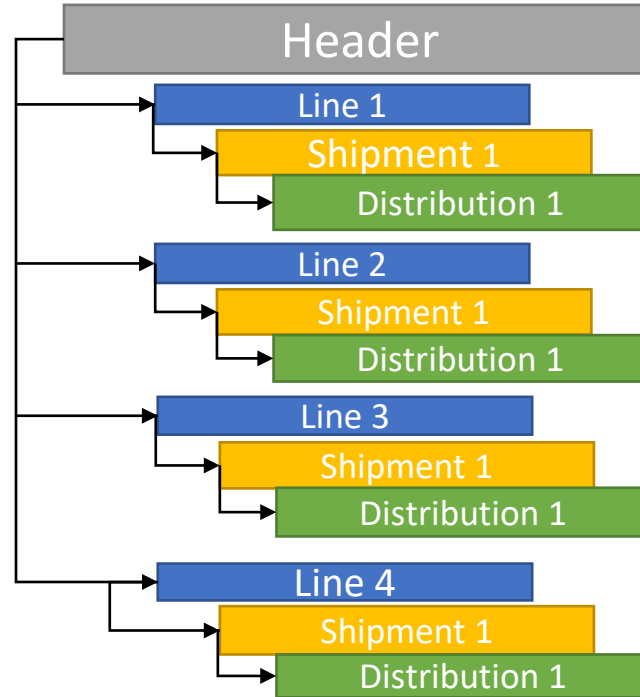 Header
Line 1
Shipment 1
Distribution 1
Line 2
Shipment 1
Distribution 1
Line 3
Shipment 1
Distribution 1
Line 4
Shipment 1
Distribution 1